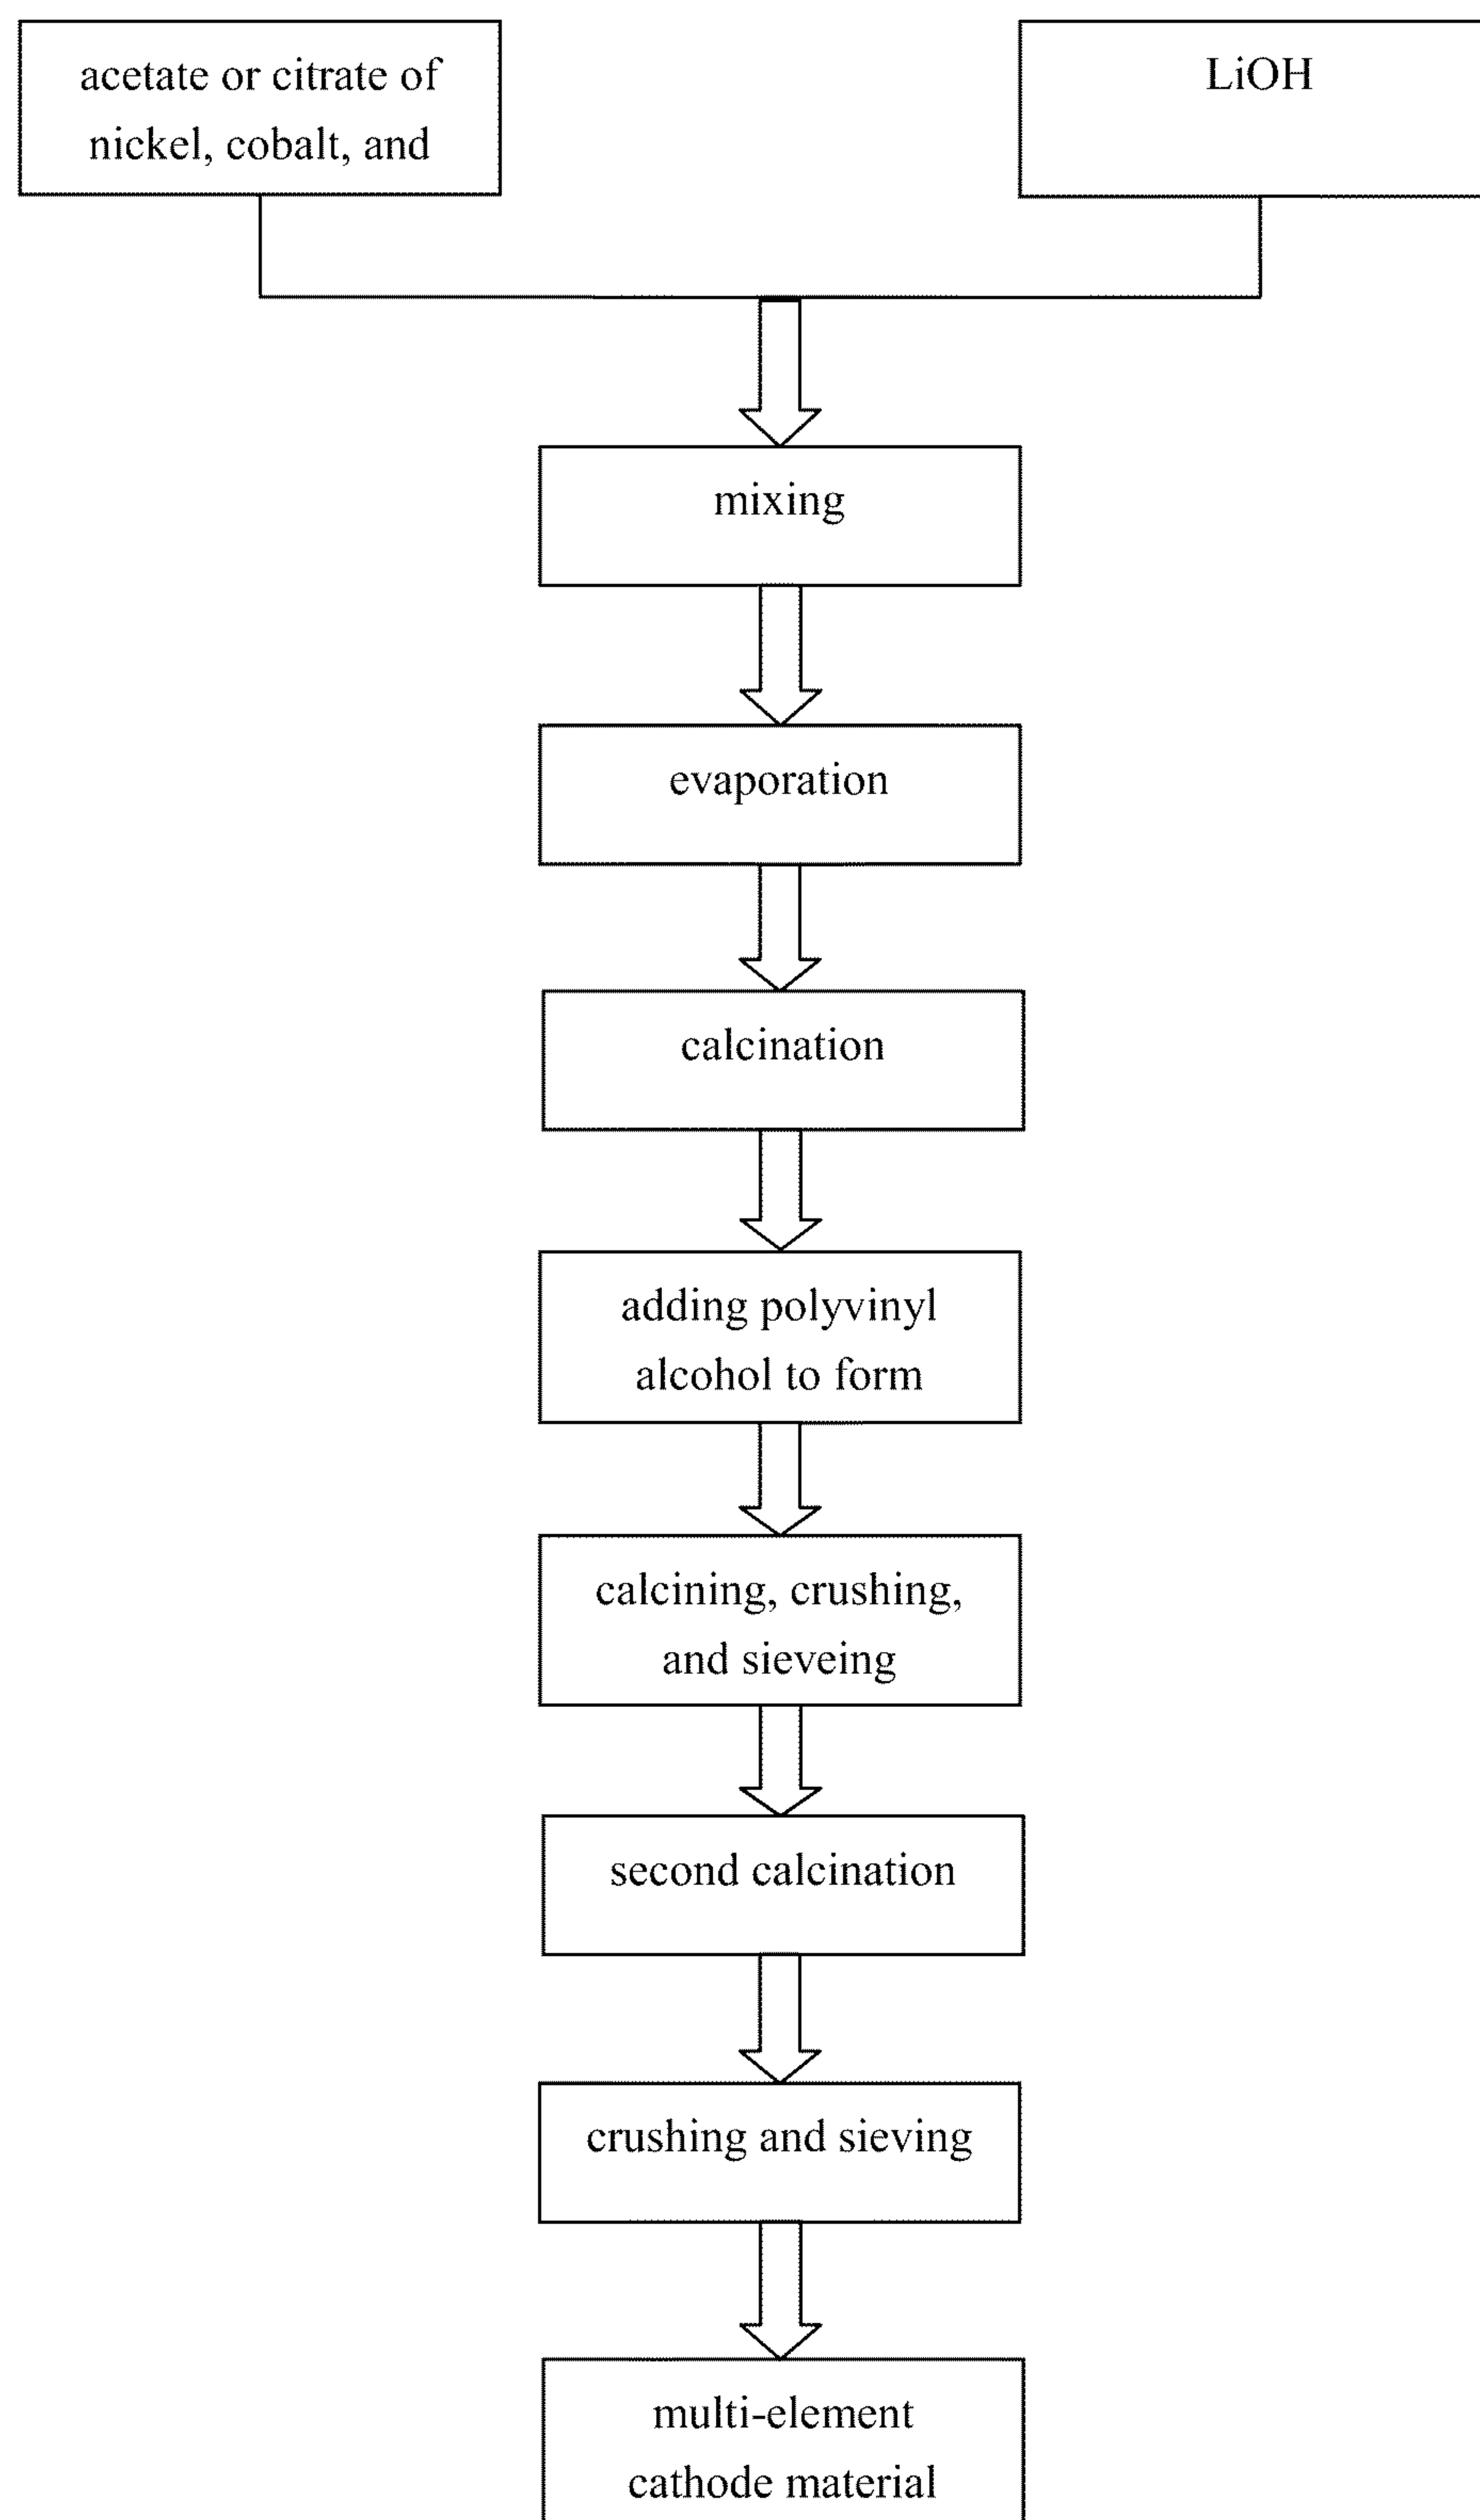 acetate or citrate of
nickel, cobalt, and
LiOH
mixing
evaporation
calcination
adding polyvinyl
alcohol to form
calcining, crushing,
and sieveing
second calcination
crushing and sieving
multi-element
cathode material